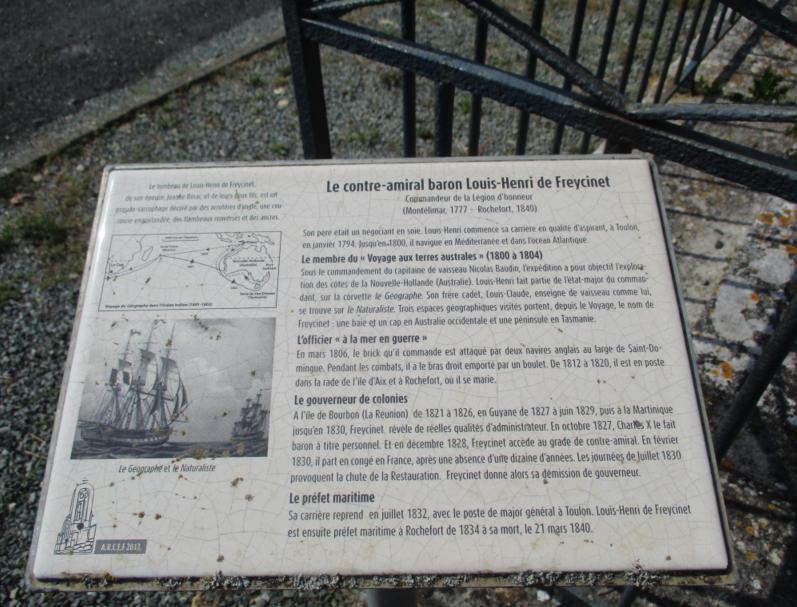 Le tombeau de Louis-Henri de Freycinet,
de son épouse, Jeanne Bérar, et de leurs deux fils, est un
sarcophage décoré par des acrotères d'angle, une cou-
ronne enguirlandée, des flambeaux renversés et des ancres.
Voyage du Géographe dans l'Océan Indien (1801-1803)
Le Géographe et le Naturaliste
A.R.C.E.F 2012
Le contre-amiral baron Louis-Henri de Freycinet
Commandeur de la Légion d'honneur
(Montélimar, 1777 - Rochefort, 1840)
Son père était un négociant en soie. Louis-Henri commence sa carrière en qualité d'aspirant, à Toulon,
en janvier 1794. Jusqu'en 1800, il navigue en Méditerranée et dans l'océan Atlantique.
Le membre du « Voyage aux terres australes » (1800 à 1804)
Sous le commandement du capitaine de vaisseau Nicolas Baudin, l'expédition a pour objectif l'explora-
tion des côtes de la Nouvelle-Hollande (Australie). Louis-Henri fait partie de l'état-major du comman-
dant, sur la corvette le Géographe. Son frère cadet, Louis-Claude, enseigne de vaisseau comme lui,
se trouve sur le Naturaliste. Trois espaces géographiques visités portent, depuis le Voyage, le nom de
Freycinet : une baie et un cap en Australie occidentale et une péninsule en Tasmanie.
L'officier « à la mer en guerre »
En mars 1806, le brick qu'il commande est attaqué par deux navires anglais au large de Saint-Do-
mingue. Pendant les combats, il a le bras droit emporté par un boulet. De 1812 à 1820, il est en poste
dans la rade de l'île d'Aix et à Rochefort, où il se marie.
Le gouverneur de colonies
A l'île de Bourbon (La Réunion) de 1821 à 1826, en Guyane de 1827 à juin 1829, puis à la Martinique
jusqu'en 1830, Freycinet révèle de réelles qualités d'administrateur. En octobre 1827, Charles X le fait
baron à titre personnel. Et en décembre 1828, Freycinet accède au grade de contre-amiral. En février
1830, il part en congé en France, après une absence d'une dizaine d'années. Les journées de Juillet 1830
provoquent la chute de la Restauration. Freycinet donne alors sa démission de gouverneur.
Le préfet maritime
Sa carrière reprend en juillet 1832, avec le poste de major général à Toulon. Louis-Henri de Freycinet
est ensuite préfet maritime à Rochefort de 1834 à sa mort, le 21 mars 1840.